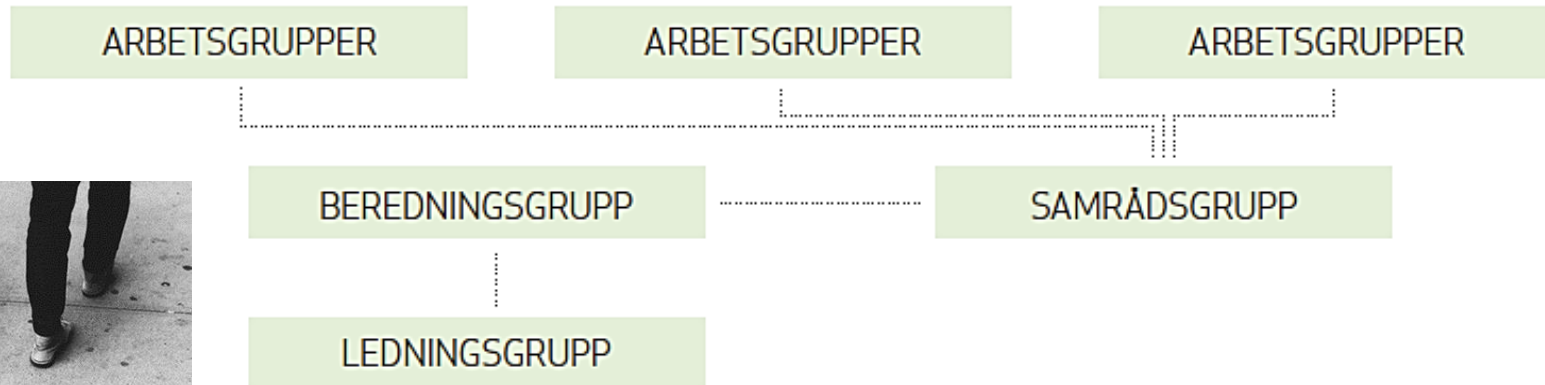 ARBETSGRUPPER
ARBETSGRUPPER
ARBETSGRUPPER
BEREDNINGSGRUPP
SAMRÅDSGRUPP
LEDNINGSGRUPP